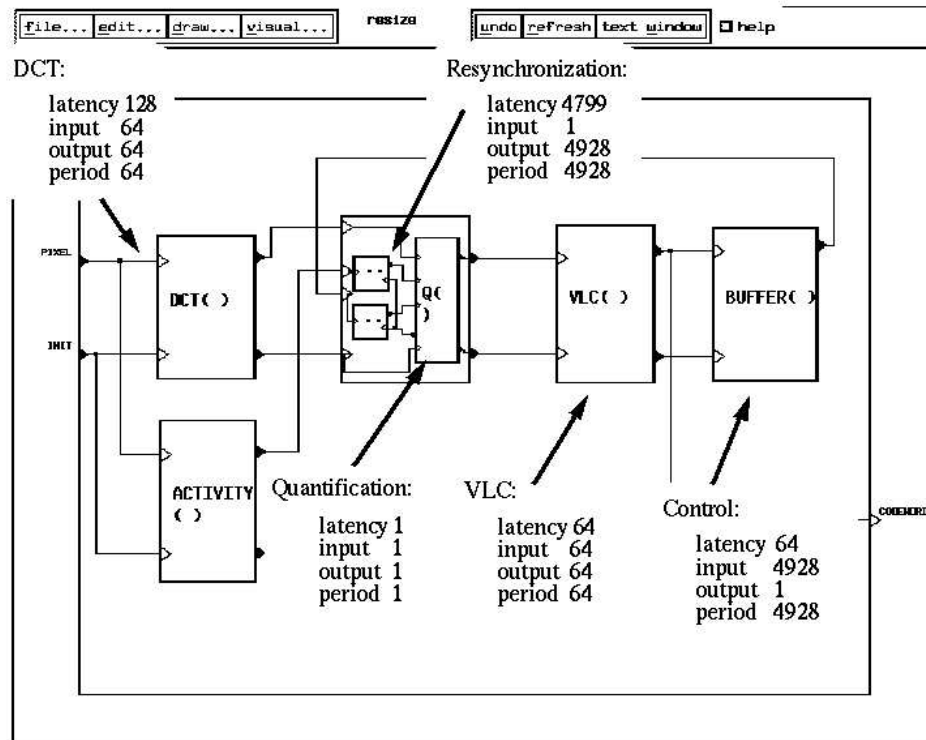 file... edit... draw... visual... resize undo refresh text window help
DCT:
latency 128
input 64
output 64
period 64
Resynchronization:
latency 4799
input 1
output 4928
period 4928
PIXEL
INIT
DCT( )
- - -
- - -
Q(
)
VLC( )
BUFFER( )
ACTIVITY
( )
Quantification:
latency 1
input 1
output 1
period 1
VLC:
latency 64
input 64
output 64
period 64
Control:
latency 64
input 4928
output 1
period 4928
CODEWORD